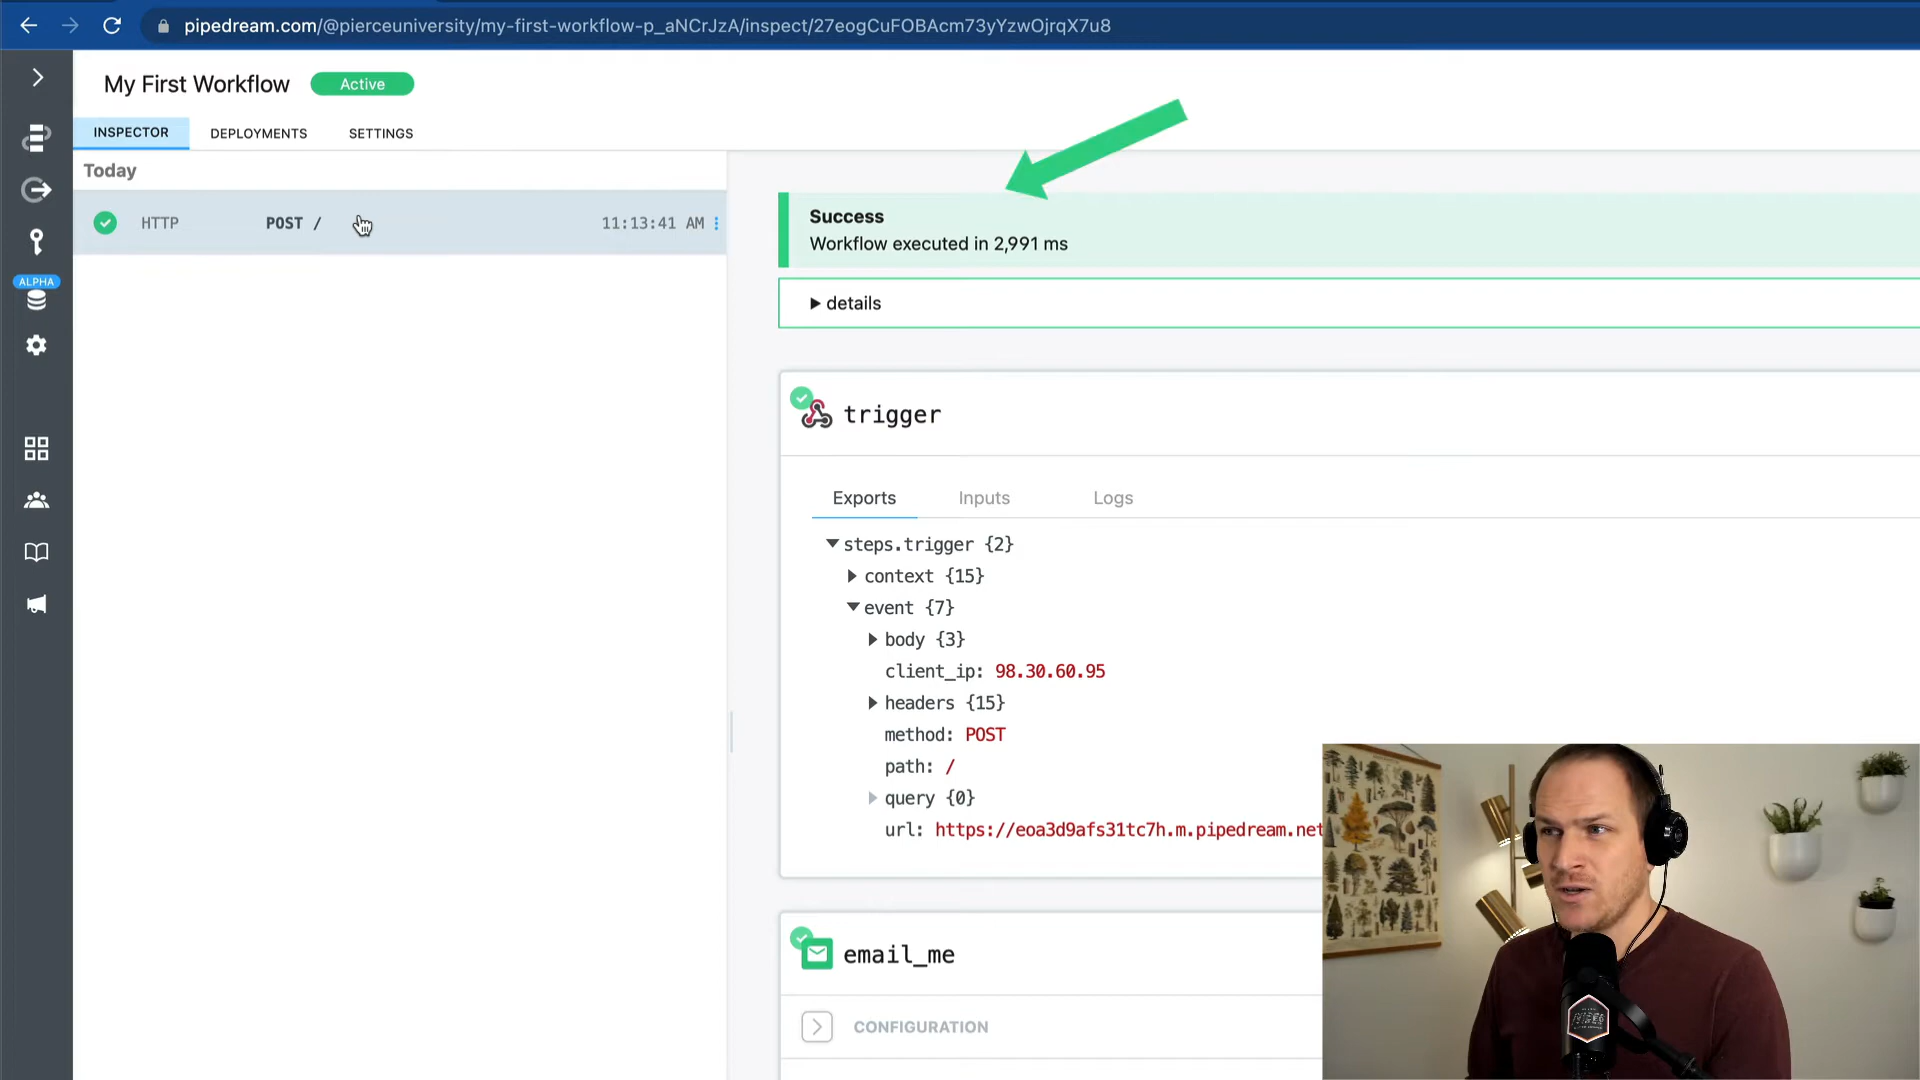 pipedream.com/@pierceuniversity/my-first-workflow-p_aNCrJzA/inspect/27eogCuFOBAcm73yYzwOjrqX7u8
My First Workflow Active
INSPECTOR DEPLOYMENTS SETTINGS
Today
HTTP POST / 11:13:41 AM
ALPHA
Success
Workflow executed in 2,991 ms
details
trigger
Exports Inputs Logs
steps.trigger {2}
context {15}
event {7}
body {3}
client_ip: 98.30.60.95
headers {15}
method: POST
path: /
query {0}
url: https://eoa3d9afs31tc7h.m.pipedream.net
email_me
CONFIGURATION